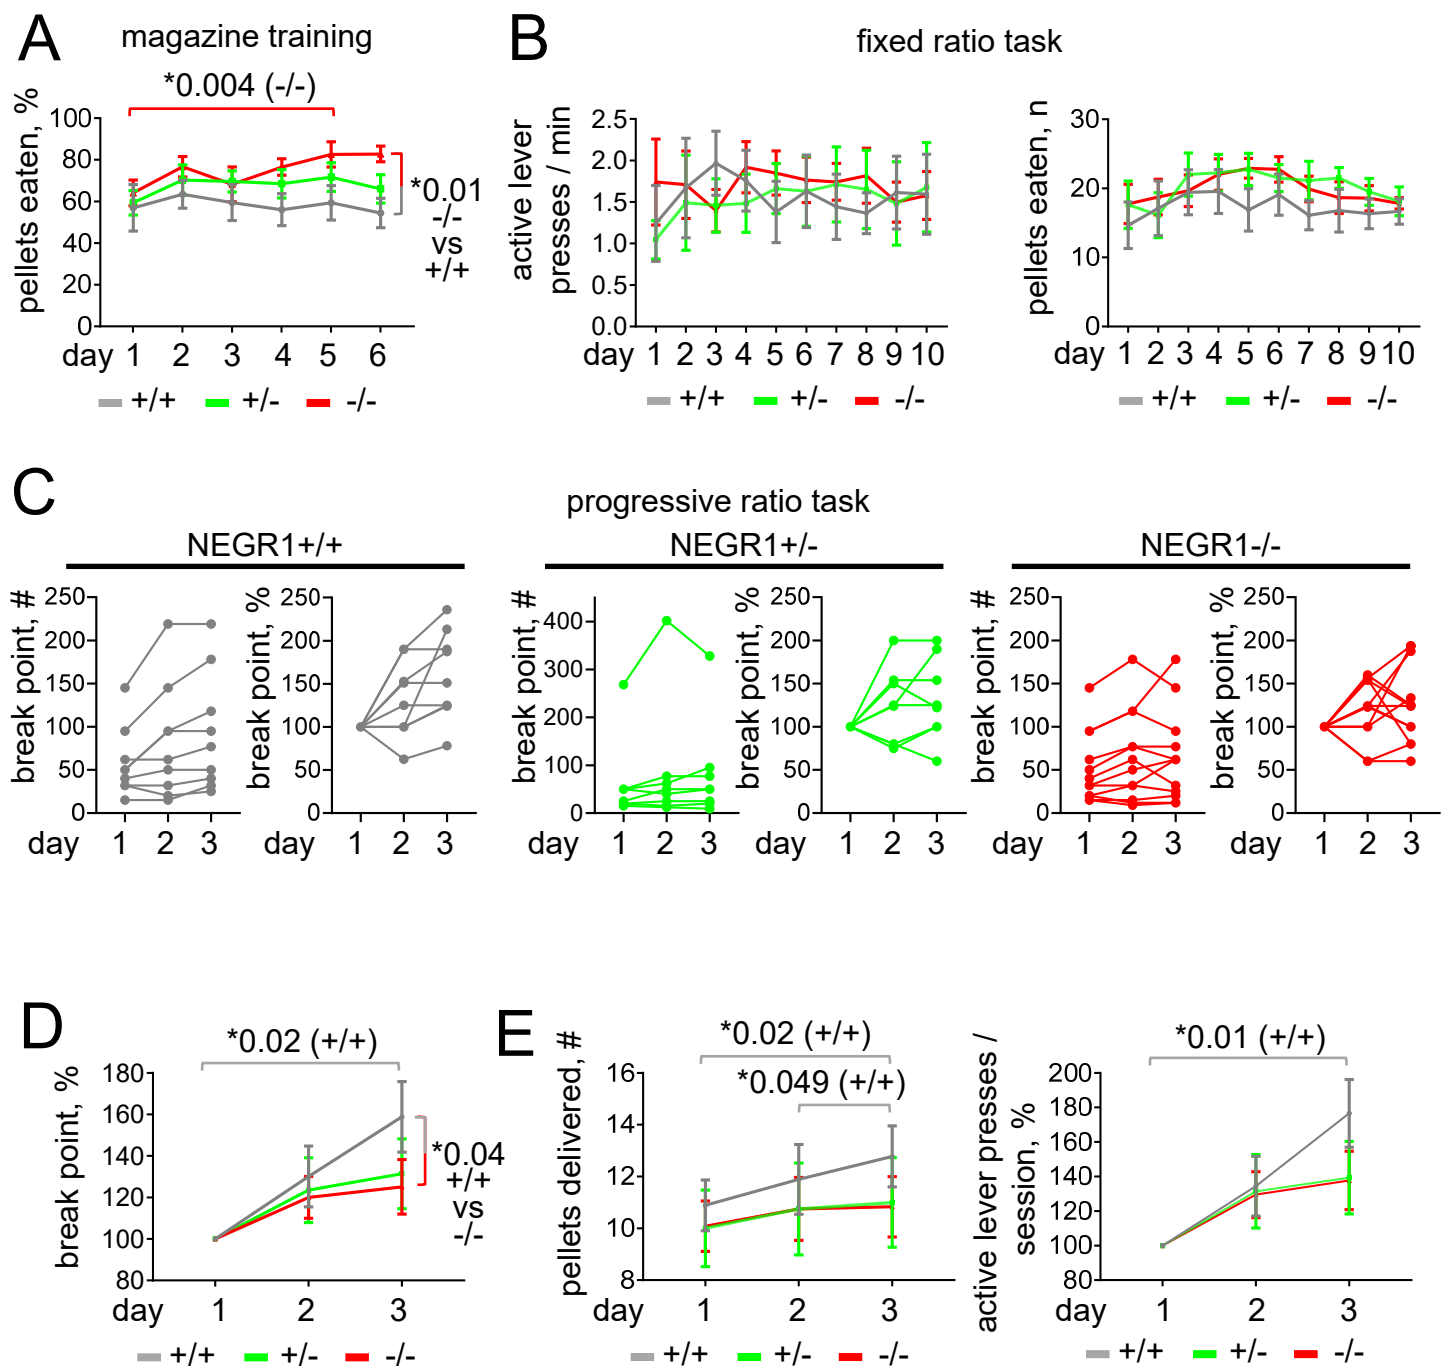 A
magazine training
*0.004 (-/-)
pellets eaten, %
100
80
60
40
20
0
*0.01
-/-
vs
+/+
day 1 2 3 4 5 6
+/+ +/- -/-
B
fixed ratio task
active lever
presses / min
2.5
2.0
1.5
1.0
0.5
0.0
day 1 2 3 4 5 6 7 8 9 10
+/+ +/- -/-
pellets eaten, n
30
20
10
0
day 1 2 3 4 5 6 7 8 9 10
+/+ +/- -/-
C
progressive ratio task
NEGR1+/+
break point, #
250
200
150
100
50
0
day 1 2 3
break point, %
250
200
150
100
50
0
day 1 2 3
NEGR1+/-
break point, #
400
300
200
100
0
day 1 2 3
break point, %
250
200
150
100
50
0
day 1 2 3
NEGR1-/-
break point, #
250
200
150
100
50
0
day 1 2 3
break point, %
250
200
150
100
50
0
day 1 2 3
D
*0.02 (+/+)
break point, %
180
160
140
120
100
80
*0.04
+/+
vs
-/-
day 1 2 3
+/+ +/- -/-
E
*0.02 (+/+)
*0.049 (+/+)
pellets delivered, #
16
14
12
10
8
day 1 2 3
+/+ +/- -/-
*0.01 (+/+)
active lever presses /
session, %
200
180
160
140
120
100
80
day 1 2 3
+/+ +/- -/-